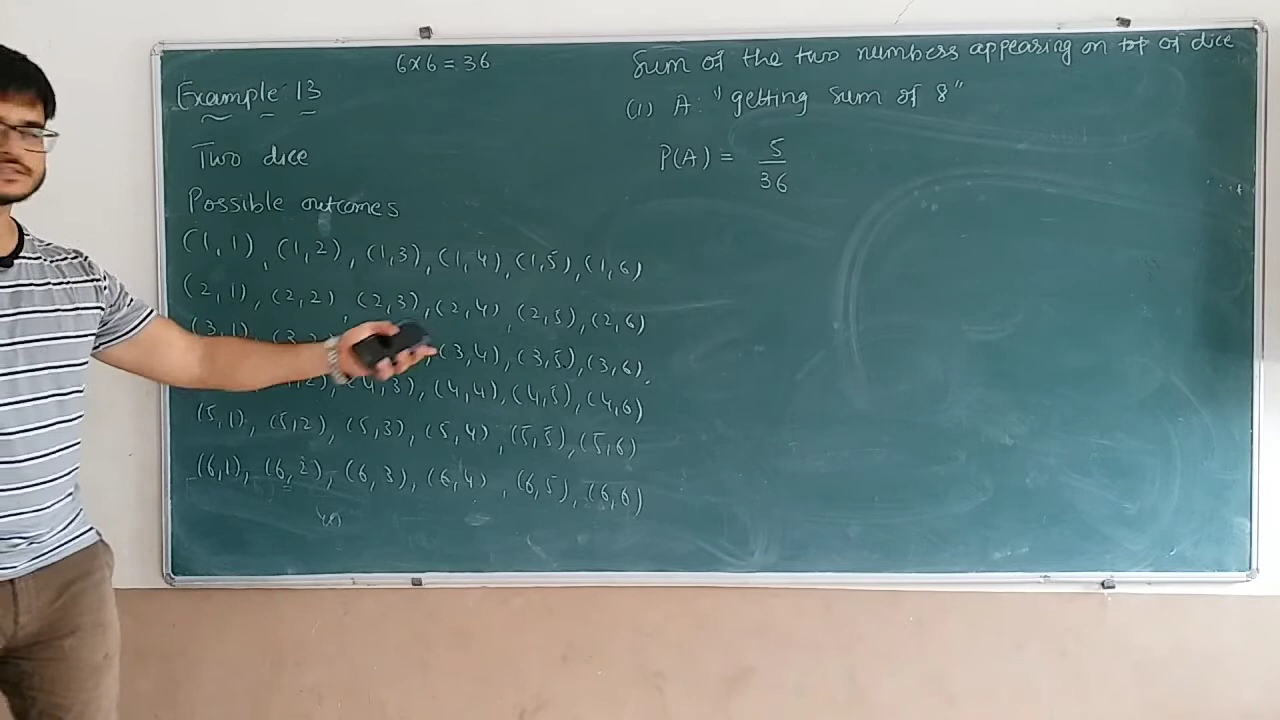 6×6 = 36
Example 13
Two dice
Possible outcomes
(1,1), (1,2), (1,3), (1,4), (1,5), (1,6)
(2,1), (2,2), (2,3), (2,4), (2,5), (2,6)
(3,1), (3,4), (3,5), (3,6).
(4,3), (4,4), (4,5), (4,6)
(5,1), (5,2), (5,3), (5,4), (5,5), (5,6)
(6,1), (6,2), (6,3), (6,4), (6,5), (6,6)
Sum of the two numbers appearing on top of dice
(1) A: "getting sum of 8"
P(A) = 5/36